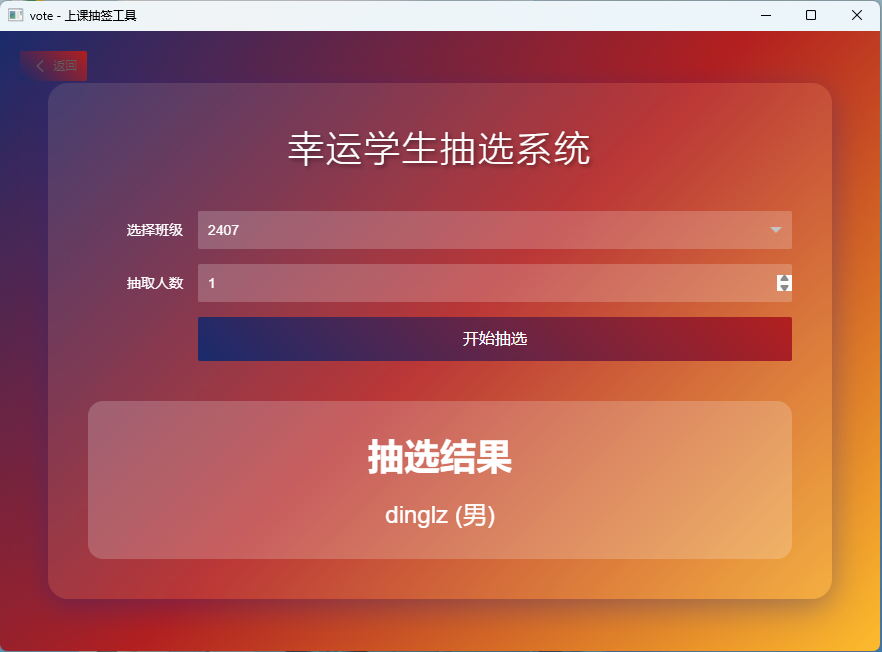 vote - 上课抽签工具
返回
幸运学生抽选系统
选择班级 2407
抽取人数 1
开始抽选
抽选结果
dinglz (男)